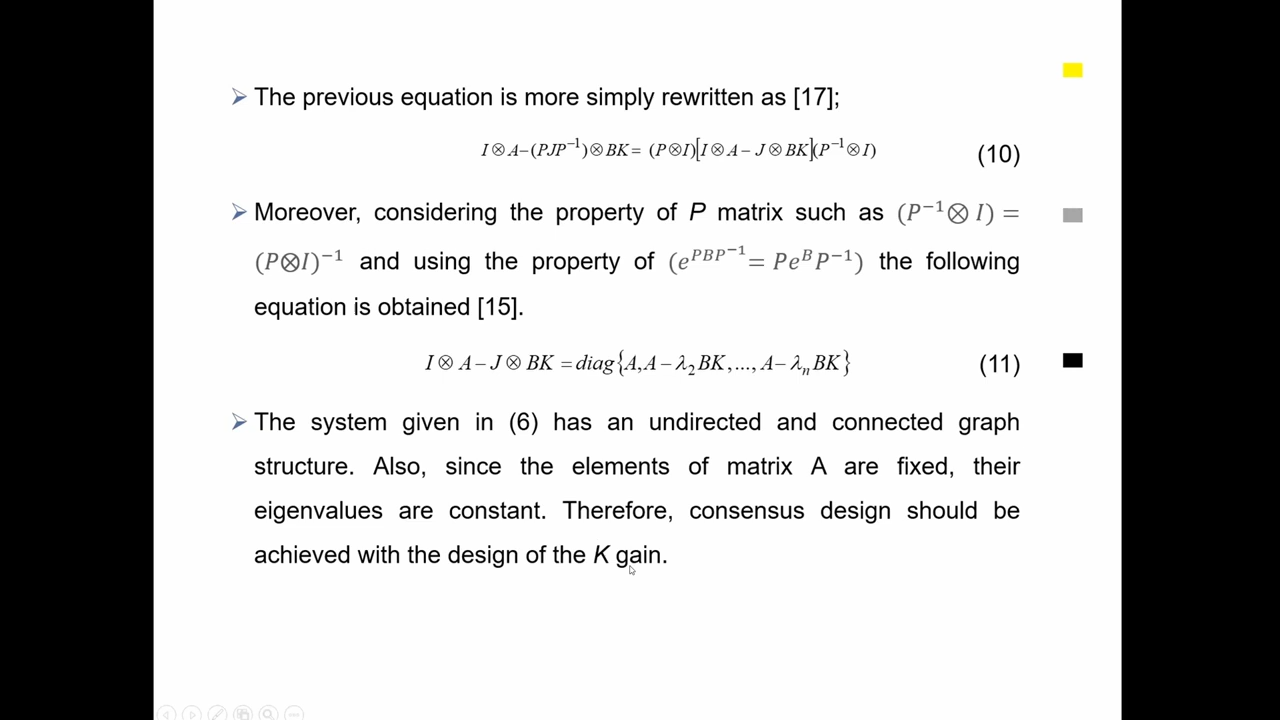 ➢ The previous equation is more simply rewritten as [17];
I⊗A−(PJP⁻¹)⊗BK= (P⊗I)[I⊗A−J⊗BK](P⁻¹⊗I) (10)
➢ Moreover, considering the property of P matrix such as (P⁻¹⊗ I) =
(P⊗I)⁻¹ and using the property of (e^{PBP⁻¹}= Pe^{B}P⁻¹) the following
equation is obtained [15].
I⊗A−J⊗BK =diag{A,A−λ₂BK,...,A−λₙBK} (11)
➢ The system given in (6) has an undirected and connected graph
structure. Also, since the elements of matrix A are fixed, their
eigenvalues are constant. Therefore, consensus design should be
achieved with the design of the K gain.